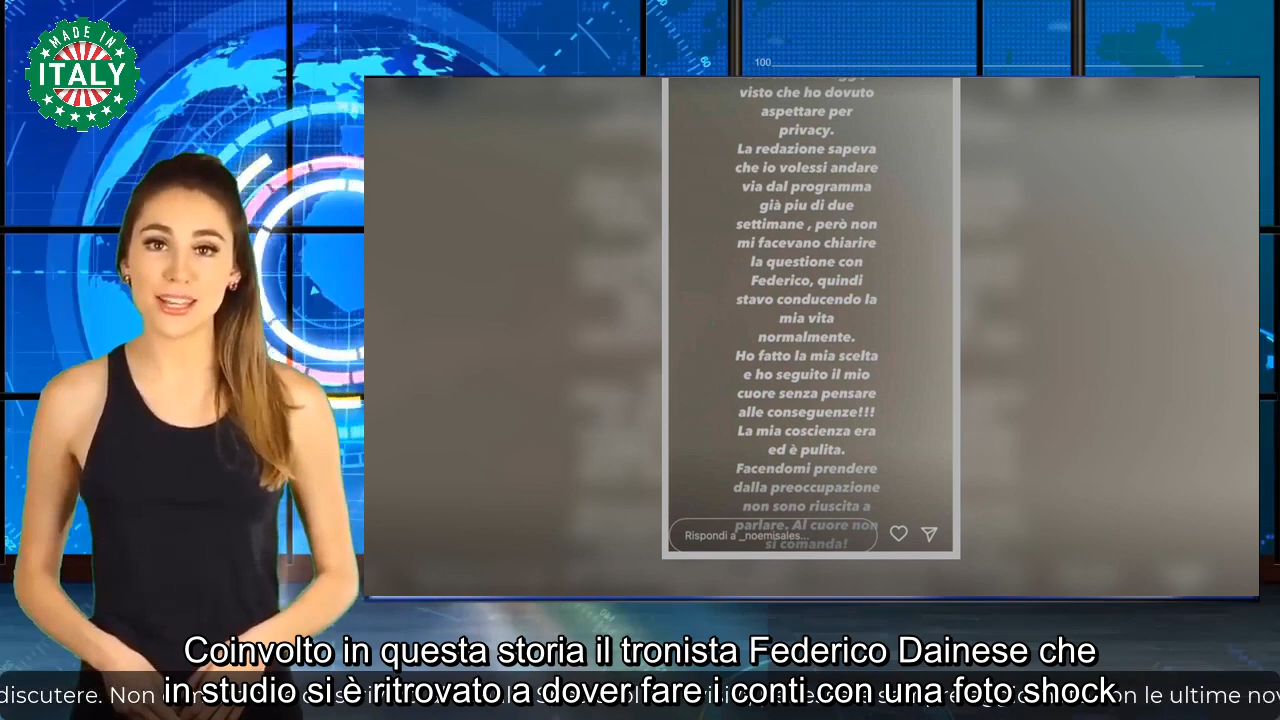 MADE IN
ITALY
100
visto che ho dovuto
aspettare per
privacy.
La redazione sapeva
che io volessi andare
via dal programma
già piu di due
settimane , però non
mi facevano chiarire
la questione con
Federico, quindi
stavo conducendo la
mia vita
normalmente.
Ho fatto la mia scelta
e ho seguito il mio
cuore senza pensare
alle conseguenze!!!
La mia coscienza era
ed è pulita.
Facendomi prendere
dalla preoccupazione
non sono riuscita a
parlare. Al cuore non
si comanda!
Rispondi a _noemisales...
Coinvolto in questa storia il tronista Federico Dainese che
in studio si è ritrovato a dover fare i conti con una foto shock
discutere. Non con le ultime nov